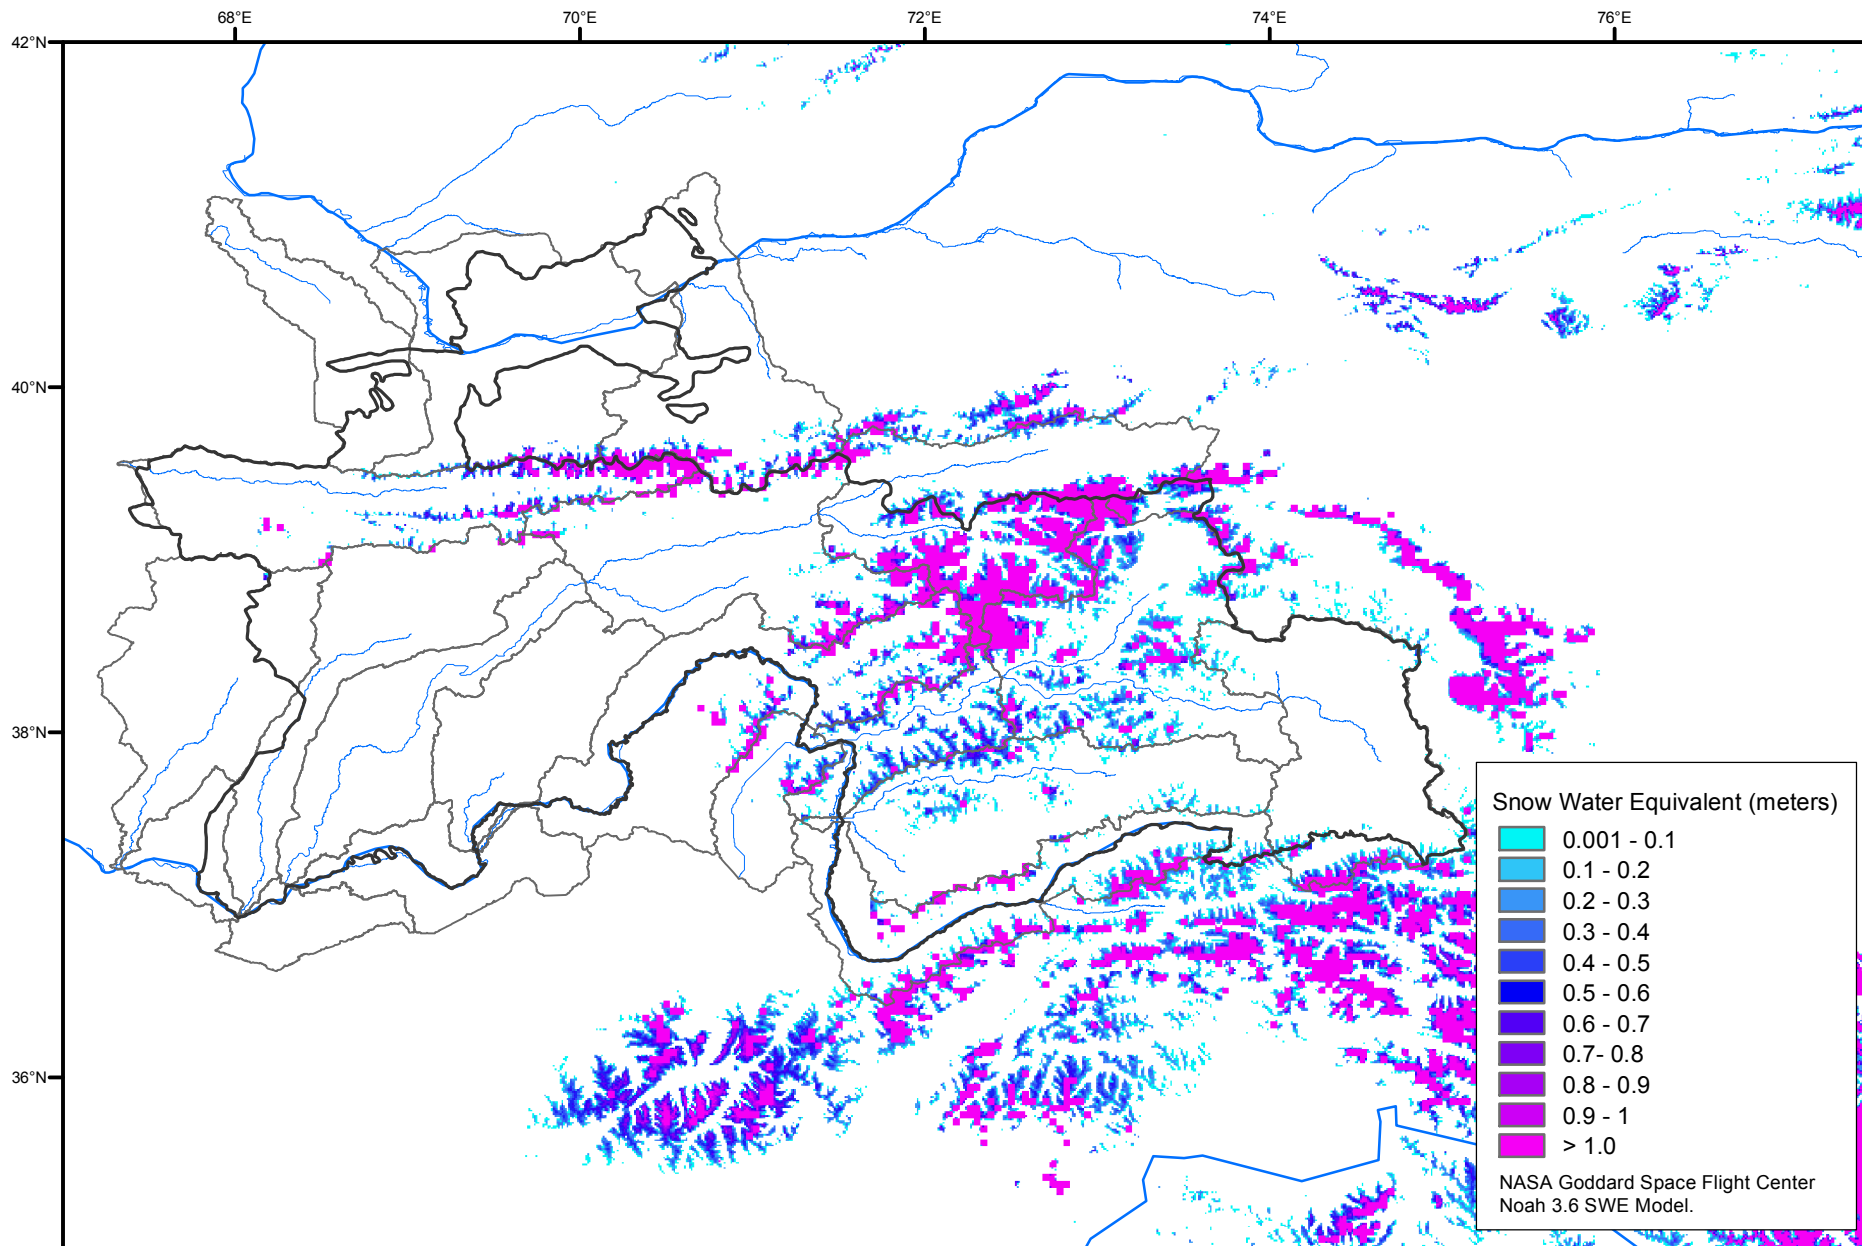 68°E
70°E
72°E
74°E
76°E
42°N
40°N
38°N
36°N
Snow Water Equivalent (meters)
0.001 - 0.1
0.1 - 0.2
0.2 - 0.3
0.3 - 0.4
0.4 - 0.5
0.5 - 0.6
0.6 - 0.7
0.7- 0.8
0.8 - 0.9
0.9 - 1
> 1.0
NASA Goddard Space Flight Center
Noah 3.6 SWE Model.